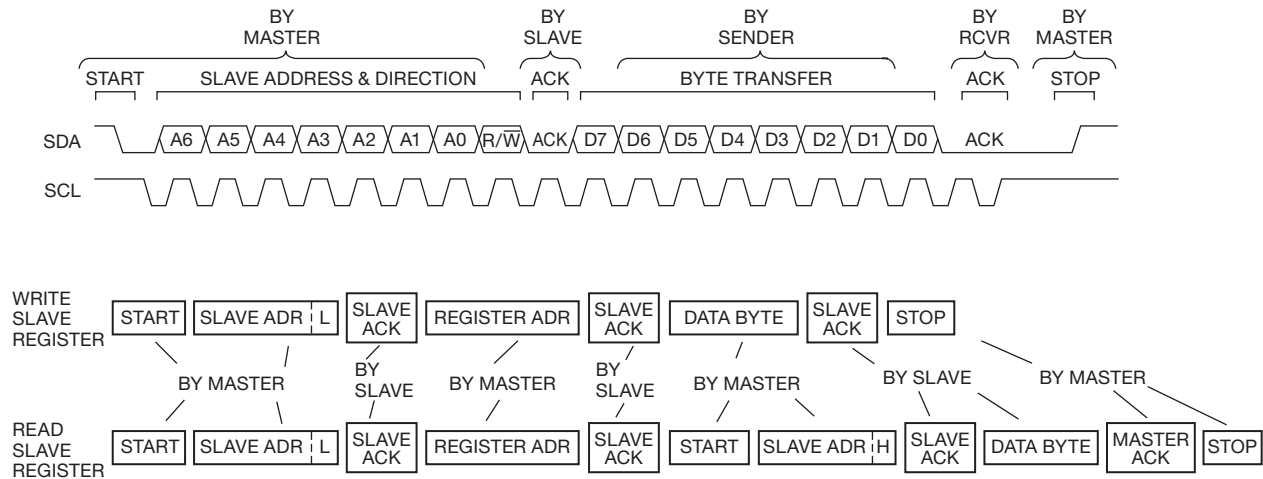 BY
MASTER
BY
SLAVE
BY
SENDER
BY
RCVR
BY
MASTER
START
SLAVE ADDRESS & DIRECTION
ACK
BYTE TRANSFER
ACK
STOP
SDA A6 A5 A4 A3 A2 A1 A0 R/W̅ ACK D7 D6 D5 D4 D3 D2 D1 D0 ACK
SCL
WRITE
SLAVE
REGISTER
START
SLAVE ADR L
SLAVE
ACK
REGISTER ADR
SLAVE
ACK
DATA BYTE
SLAVE
ACK
STOP
BY MASTER
BY
SLAVE
BY MASTER
BY
SLAVE
BY MASTER
BY SLAVE
BY MASTER
READ
SLAVE
REGISTER
START
SLAVE ADR L
SLAVE
ACK
REGISTER ADR
SLAVE
ACK
START
SLAVE ADR H
SLAVE
ACK
DATA BYTE
MASTER
ACK
STOP